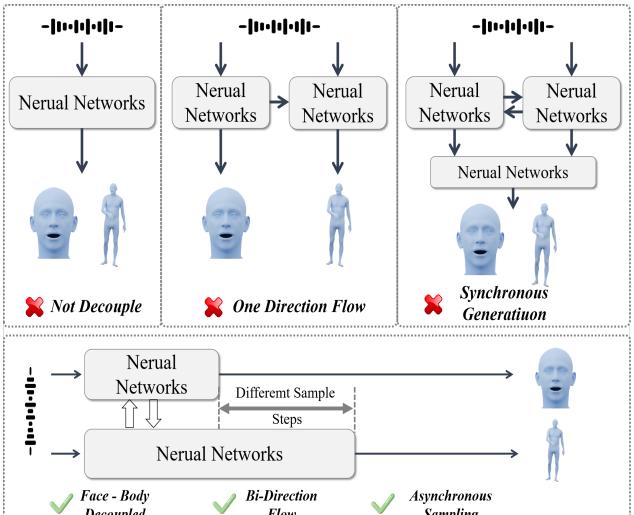 Nerual Networks
Not Decouple
Nerual
Networks
Nerual
Networks
One Direction Flow
Nerual
Networks
Nerual
Networks
Nerual Networks
Synchronous
Generatiuon
Nerual
Networks
Differemt Sample
Steps
Nerual Networks
Face - Body
Decoupled
Bi-Direction
Flow
Asynchronous
Sampling